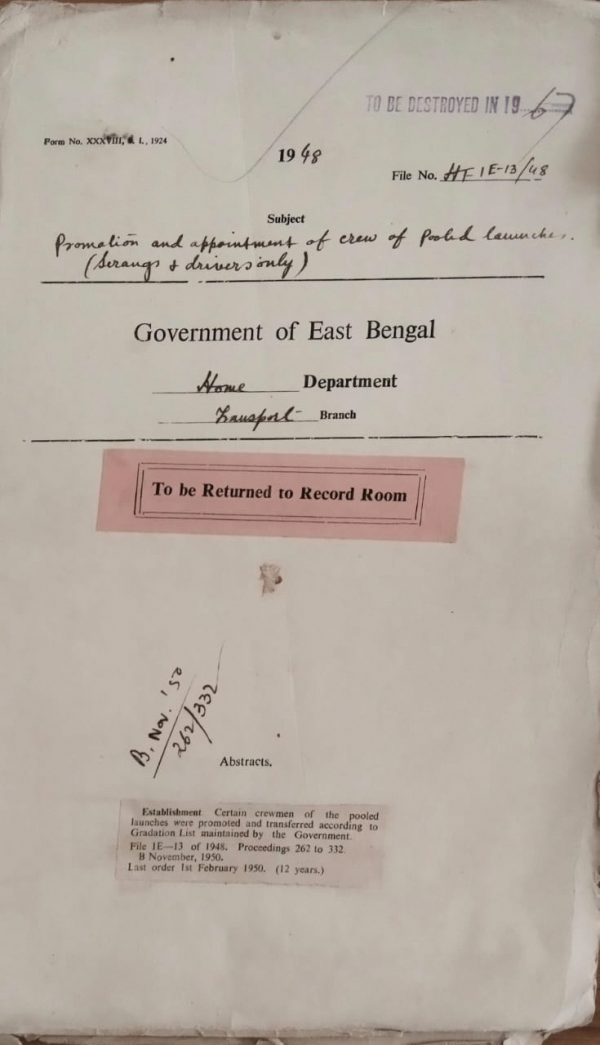 TO BE DESTROYED IN 19 67
Form No. XXXVIII, 1., 1924
1948
File No. HF 1E-13/48
Subject
Promotion and appointment of crew of Pooled launches.
(Serangs & drivers only)
Government of East Bengal
Home Department
Transport Branch
To be Returned to Record Room
B, Nov. '50
262/332
Abstracts.
Establishment Certain crewmen of the pooled
launches were promoted and transferred according to
Gradation List maintained by the Government.
File 1E—13 of 1948. Proceedings 262 to 332.
B November, 1950.
Last order 1st February 1950. (12 years.)